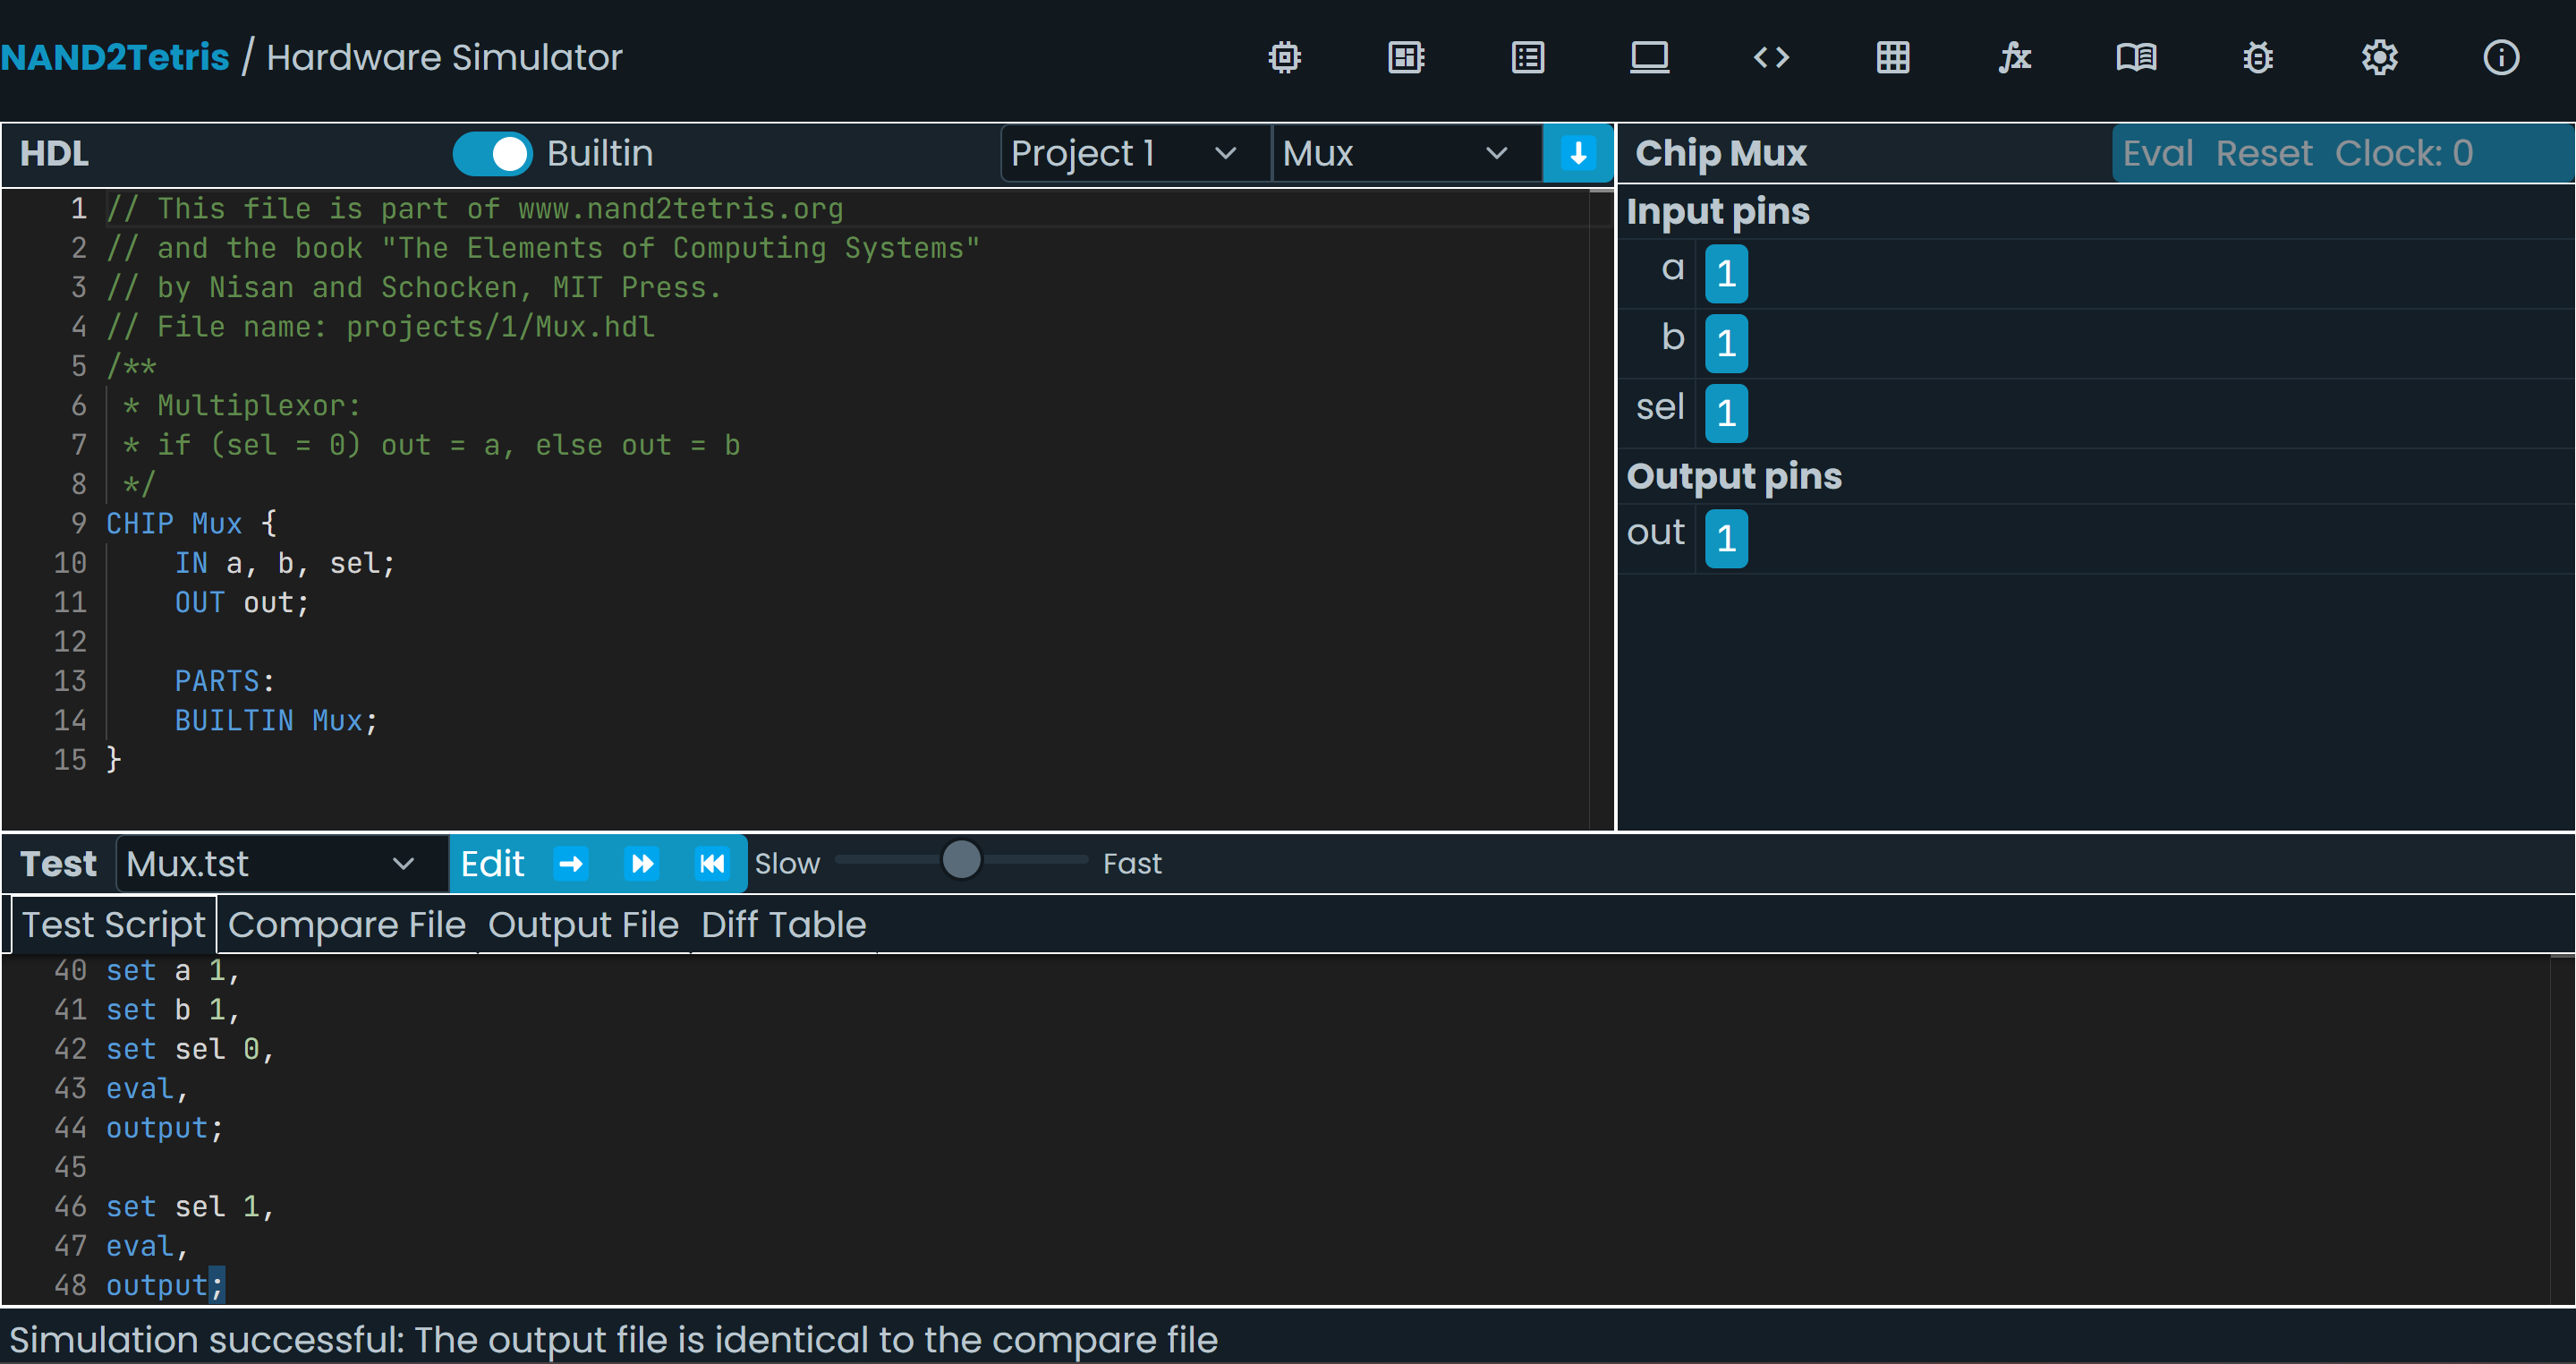 NAND2Tetris / Hardware Simulator
HDL Builtin Project 1 Mux
1 // This file is part of www.nand2tetris.org
2 // and the book "The Elements of Computing Systems"
3 // by Nisan and Schocken, MIT Press.
4 // File name: projects/1/Mux.hdl
5 /**
6 * Multiplexor:
7 * if (sel = 0) out = a, else out = b
8 */
9 CHIP Mux {
10 IN a, b, sel;
11 OUT out;
12
13 PARTS:
14 BUILTIN Mux;
15 }
Chip Mux Eval Reset Clock: 0
Input pins
a 1
b 1
sel 1
Output pins
out 1
Test Mux.tst Edit Slow Fast
Test Script Compare File Output File Diff Table
40 set a 1,
41 set b 1,
42 set sel 0,
43 eval,
44 output;
45
46 set sel 1,
47 eval,
48 output;
Simulation successful: The output file is identical to the compare file